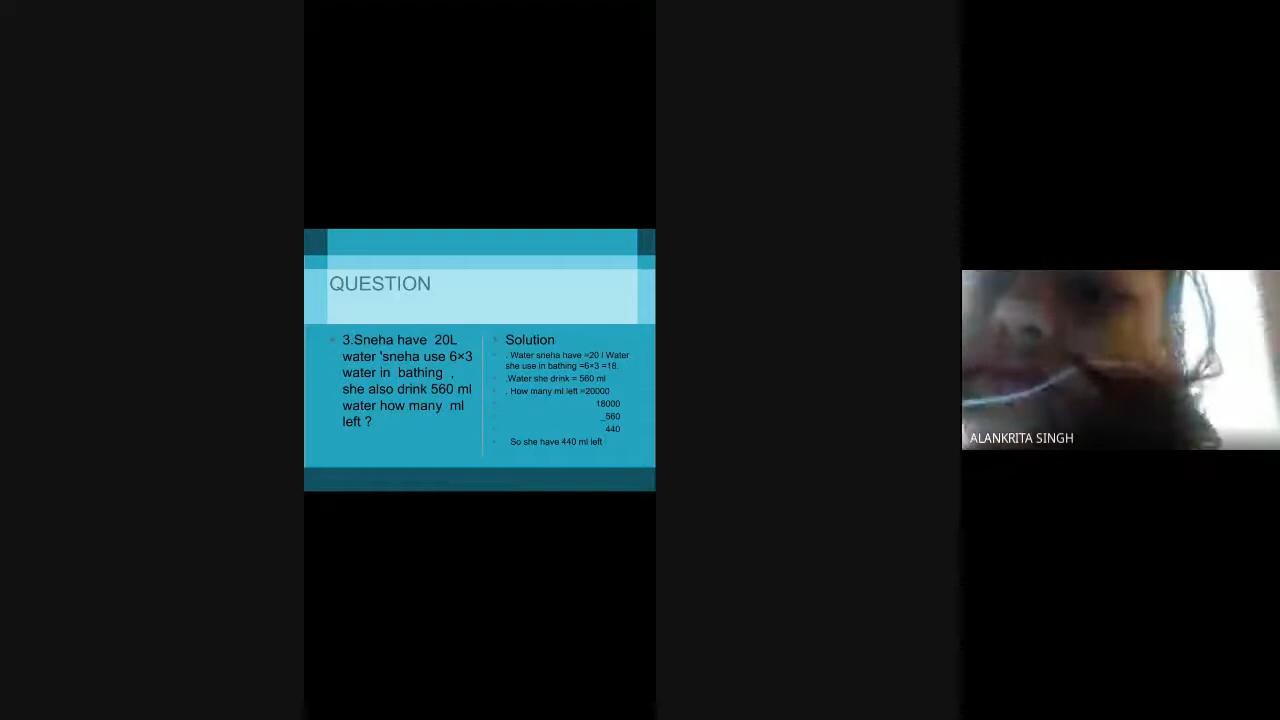 QUESTION
3.Sneha have 20L
water 'sneha use 6×3
water in bathing ,
she also drink 560 ml
water how many ml
left ?
Solution
. Water sneha have =20 l Water
she use in bathing =6×3 =18.
.Water she drink = 560 ml
. How many ml left =20000
18000
_560
440
So she have 440 ml left
ALANKRITA SINGH